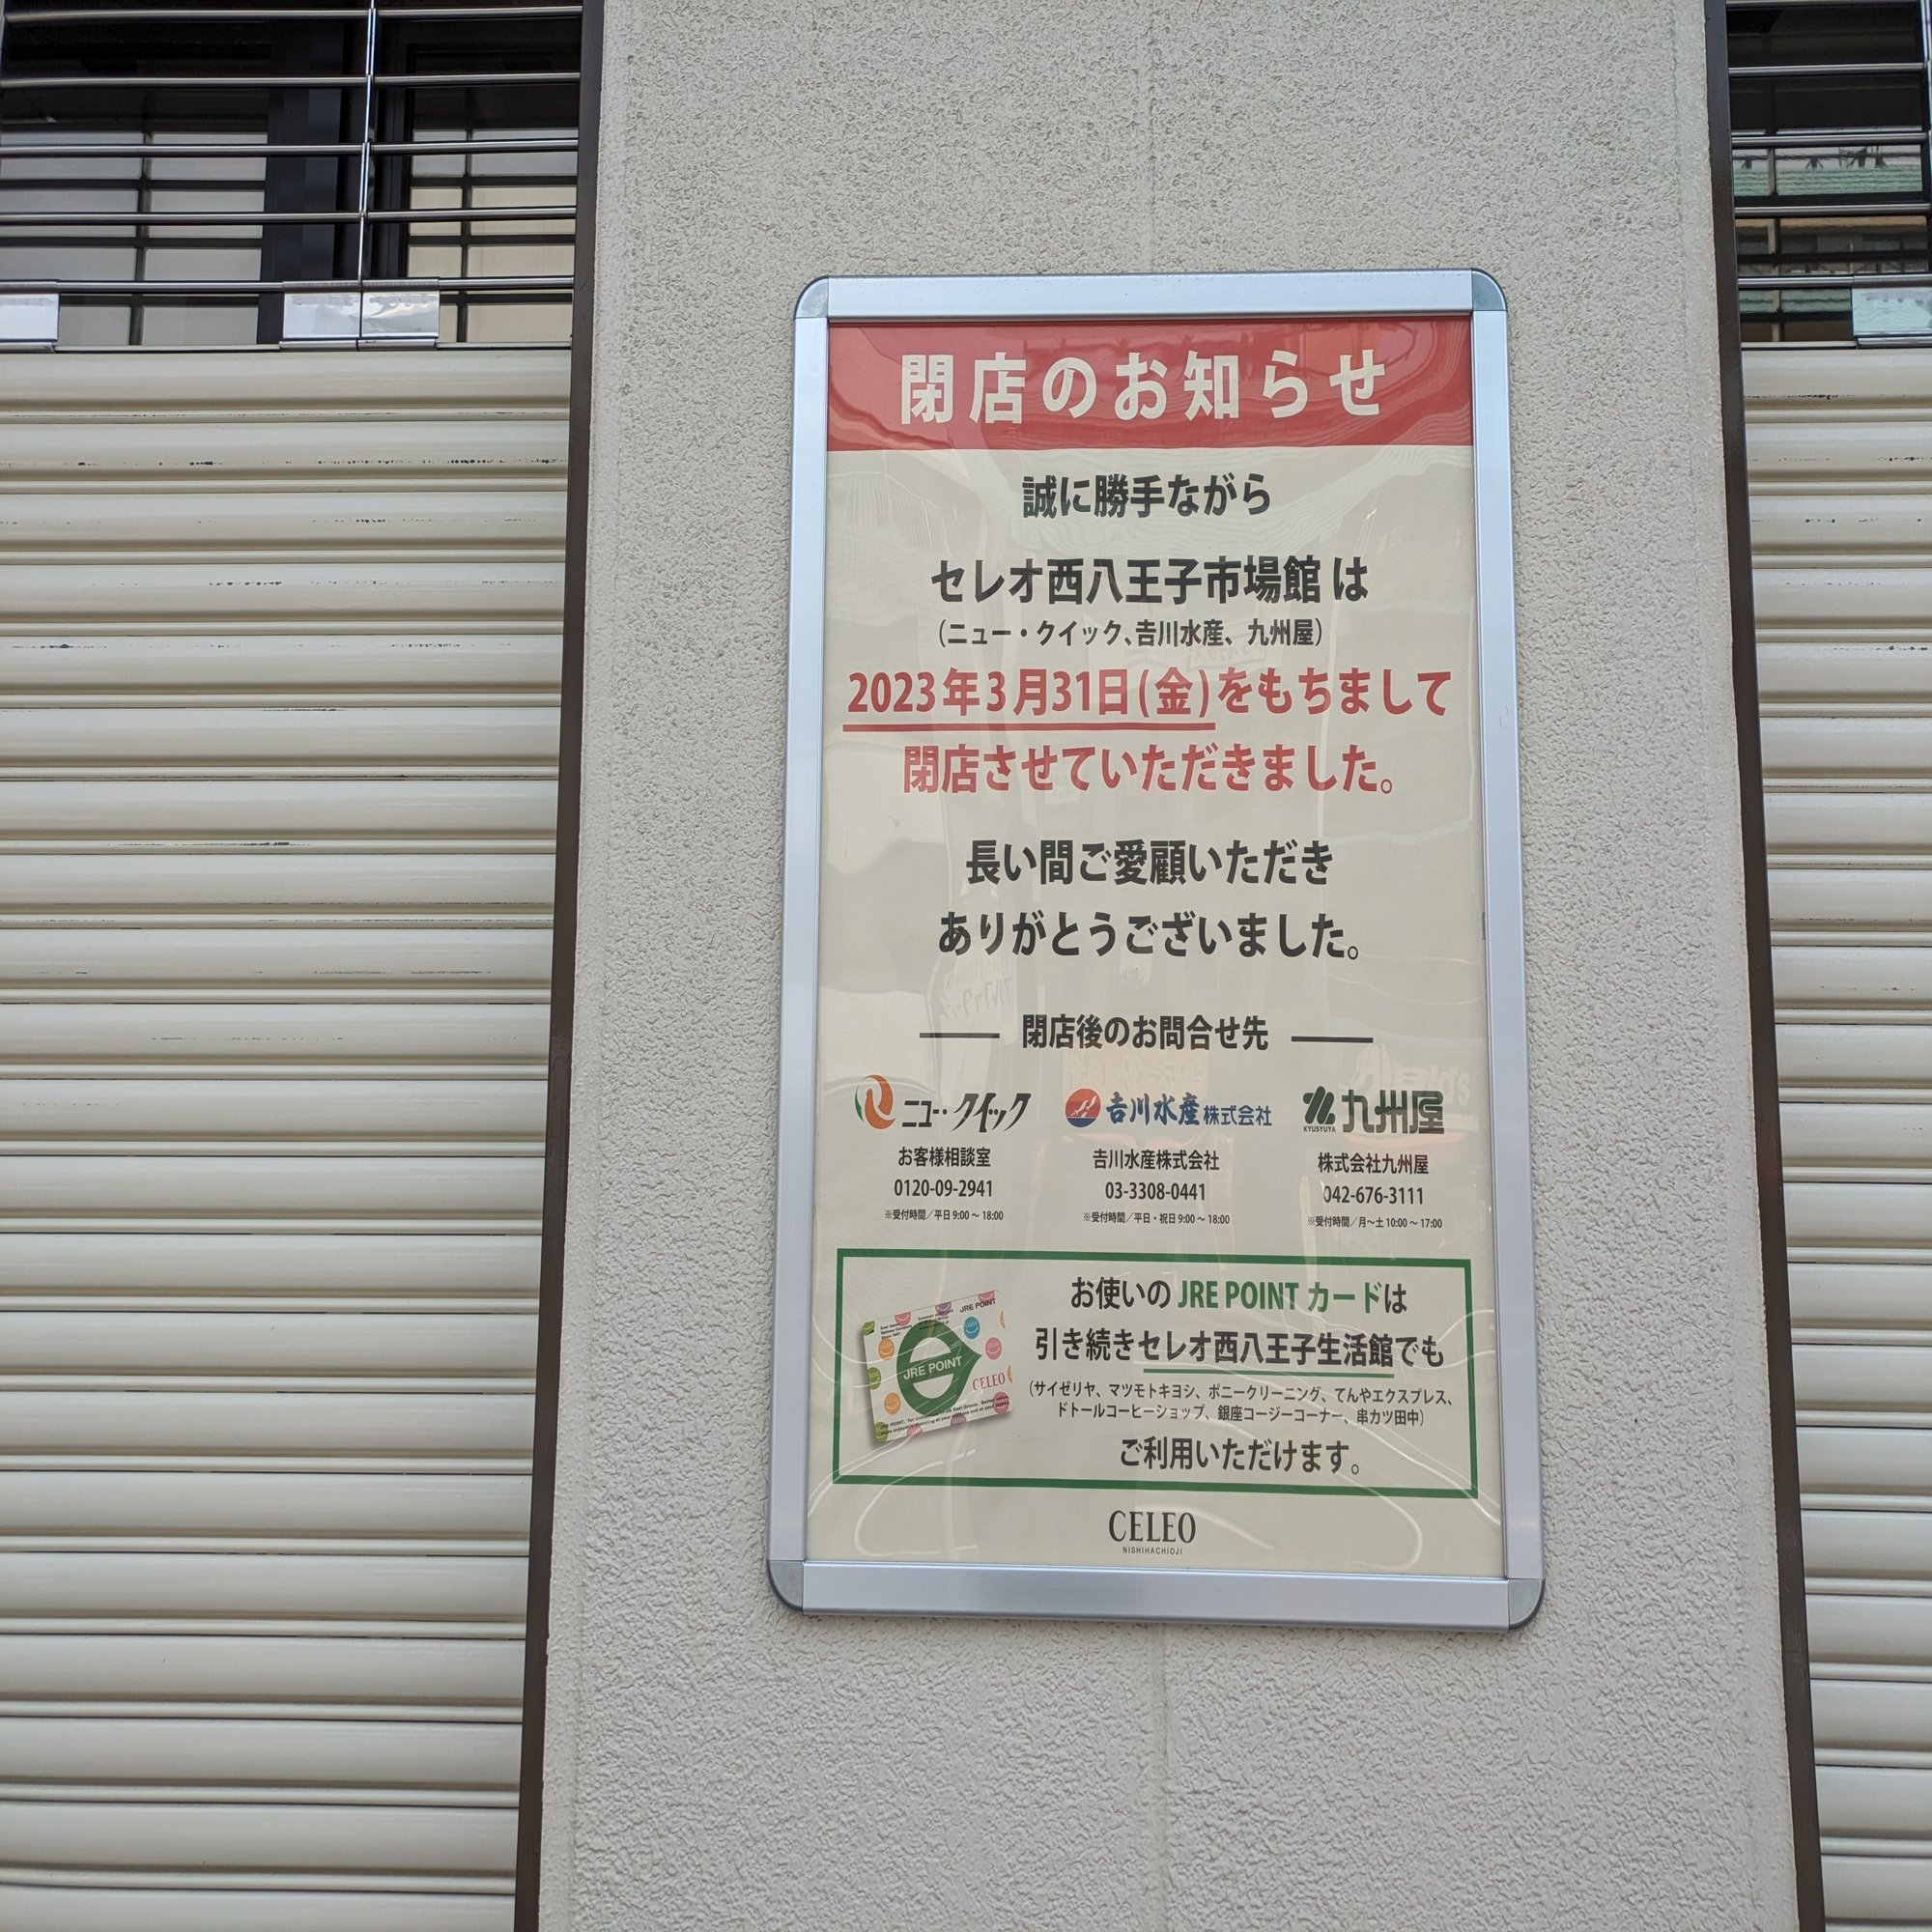 閉店のお知らせ
誠に勝手ながら
セレオ西八王子市場館は
(ニュー・クイック、𠮷川水産、九州屋)
2023年3月31日(金)をもちまして
閉店させていただきました。
長い間ご愛顧いただき
ありがとうございました。
閉店後のお問合せ先
ニュー・クイック
お客様相談室
0120-09-2941
※受付時間/平日 9:00～18:00
𠮷川水産株式会社
𠮷川水産株式会社
03-3308-0441
※受付時間/平日・祝日 9:00～18:00
KYUSYUYA 九州屋
株式会社九州屋
042-676-3111
※受付時間/月～土 10:00～17:00
JRE POINT
JRE POINT
CELEO
お使いの JRE POINT カードは
引き続きセレオ西八王子生活館でも
(サイゼリヤ、マツモトキヨシ、ポニークリーニング、てんやエクスプレス、
ドトールコーヒーショップ、銀座コージーコーナー、串カツ田中)
ご利用いただけます。
CELEO
NISHIHACHIOJI